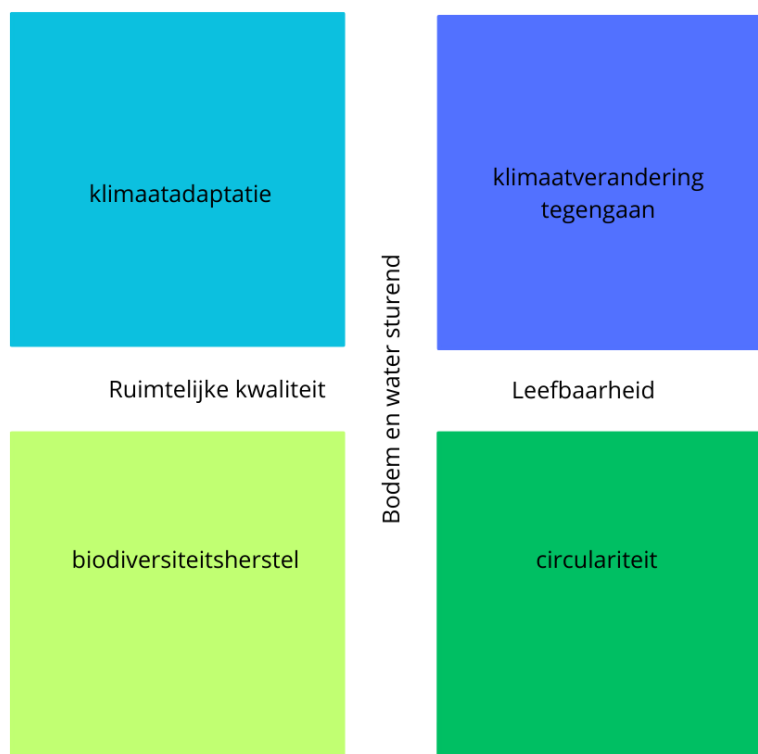 klimaatadaptatie
klimaatverandering
tegengaan
Bodem en water sturend
Ruimtelijke kwaliteit
Leefbaarheid
biodiversiteitsherstel
circulariteit